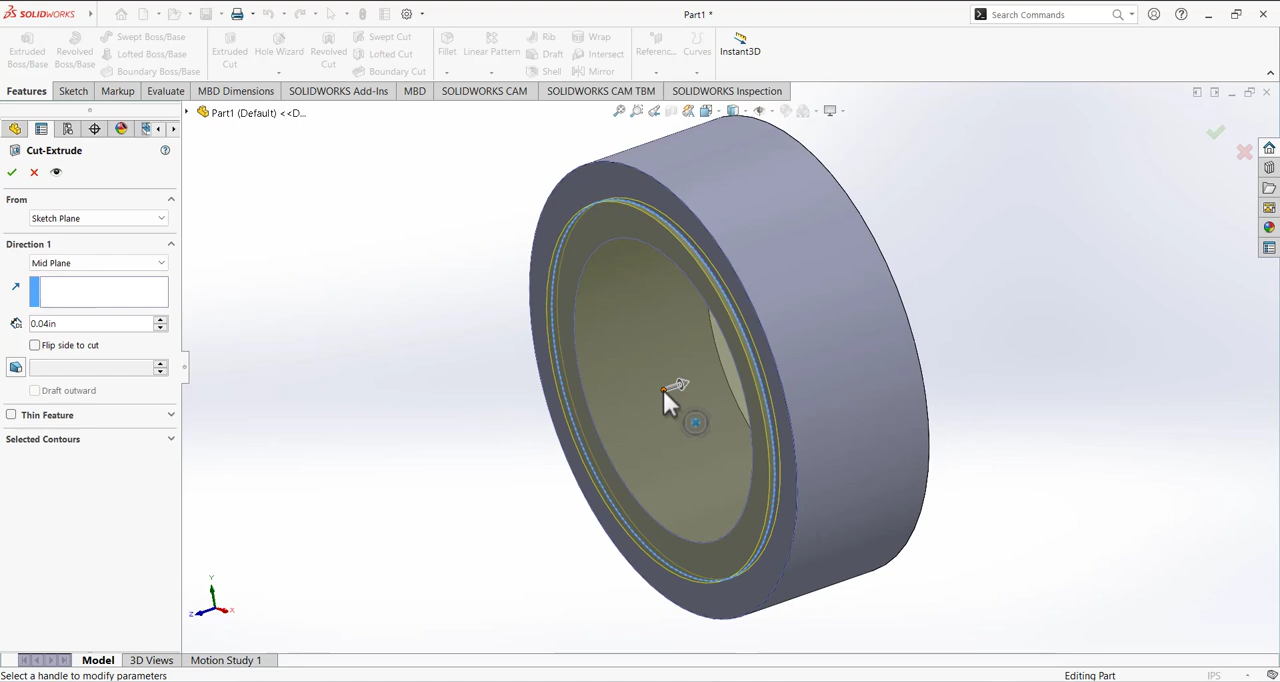 SOLIDWORKS
Part1 *
Search Commands
Extruded Boss/Base
Revolved Boss/Base
Swept Boss/Base
Lofted Boss/Base
Boundary Boss/Base
Extruded Cut
Hole Wizard
Revolved Cut
Swept Cut
Lofted Cut
Boundary Cut
Fillet
Linear Pattern
Rib
Draft
Shell
Wrap
Intersect
Mirror
Referenc...
Curves
Instant3D
Features
Sketch
Markup
Evaluate
MBD Dimensions
SOLIDWORKS Add-Ins
MBD
SOLIDWORKS CAM
SOLIDWORKS CAM TBM
SOLIDWORKS Inspection
Part1 (Default) <<D...
Cut-Extrude
From
Sketch Plane
Direction 1
Mid Plane
0.04in
Flip side to cut
Draft outward
Thin Feature
Selected Contours
Y
Z
X
Model
3D Views
Motion Study 1
Select a handle to modify parameters
Editing Part
IPS